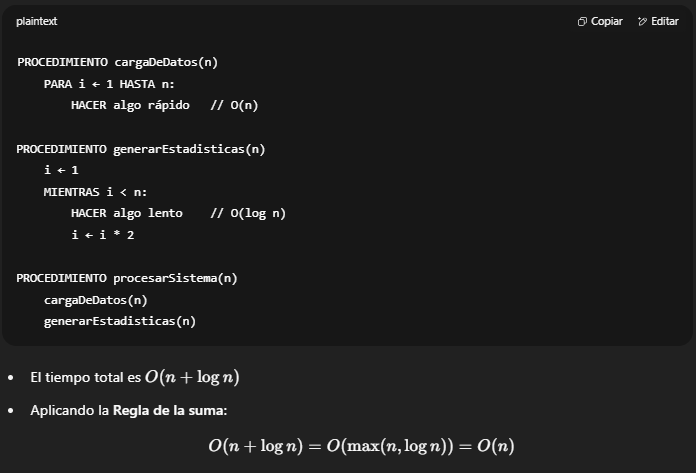 plaintext Copiar Editar
PROCEDIMIENTO cargaDeDatos(n)
PARA i ← 1 HASTA n:
HACER algo rápido // O(n)
PROCEDIMIENTO generarEstadisticas(n)
i ← 1
MIENTRAS i < n:
HACER algo lento // O(log n)
i ← i * 2
PROCEDIMIENTO procesarSistema(n)
cargaDeDatos(n)
generarEstadisticas(n)
• El tiempo total es O(n + log n)
• Aplicando la Regla de la suma:
O(n + log n) = O(max(n, log n)) = O(n)